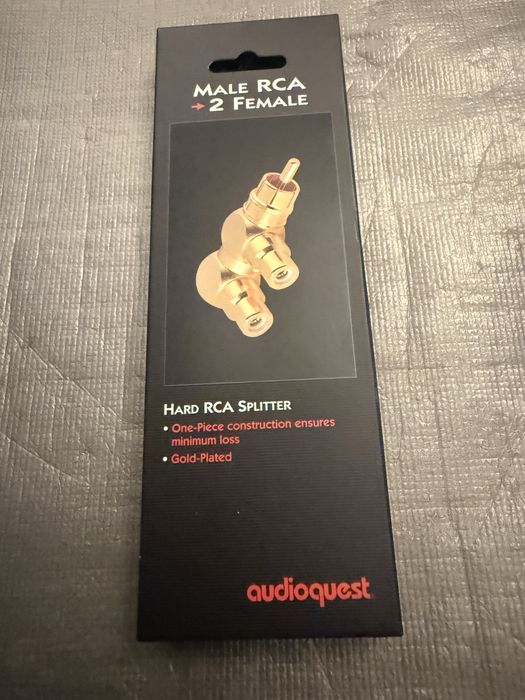 Male RCA
→ 2 Female
Hard RCA Splitter
• One-Piece construction ensures
minimum loss
• Gold-Plated
audioquest